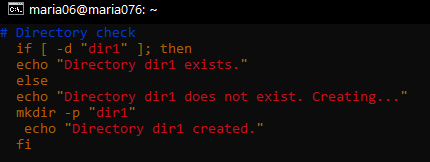 maria06@maria076: ~
# Directory check
if [ -d "dir1" ]; then
echo "Directory dir1 exists."
else
echo "Directory dir1 does not exist. Creating..."
mkdir -p "dir1"
echo "Directory dir1 created."
fi